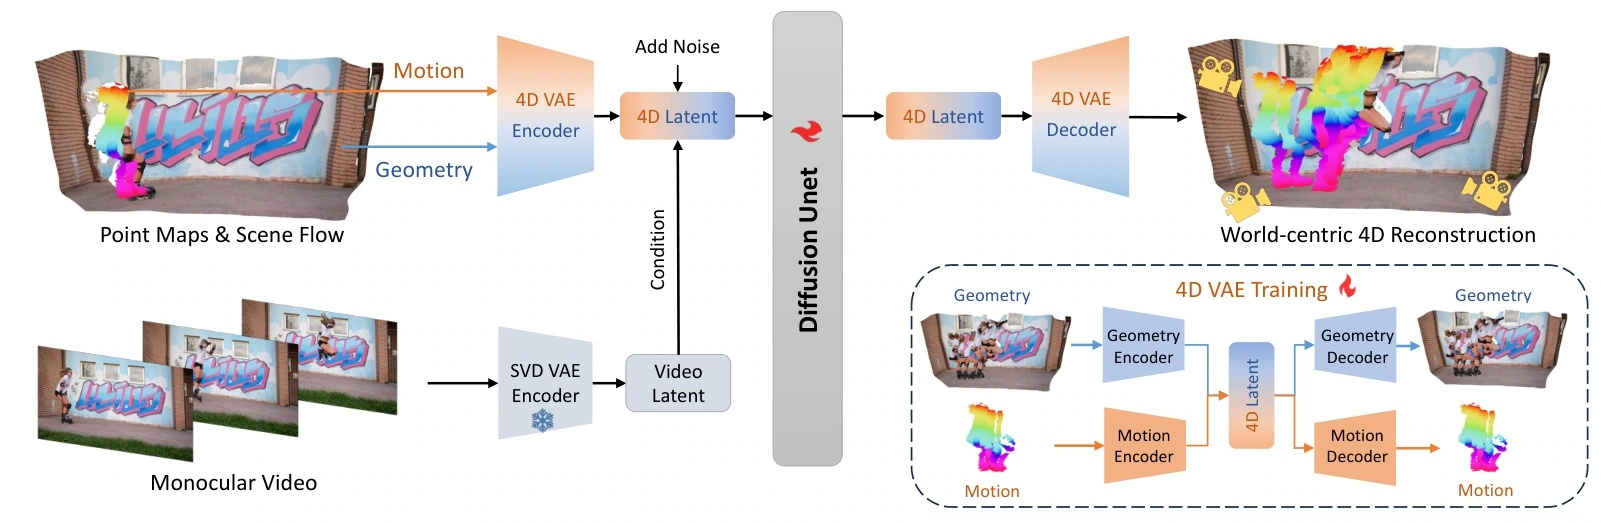 Motion
Geometry
Point Maps & Scene Flow
4D VAE
Encoder
Add Noise
4D Latent
Condition
Monocular Video
SVD VAE
Encoder
Video
Latent
Diffusion Unet
4D Latent
4D VAE
Decoder
World-centric 4D Reconstruction
4D VAE Training
Geometry
Geometry
Encoder
Motion
Encoder
Motion
4D Latent
Geometry
Decoder
Motion
Decoder
Geometry
Motion